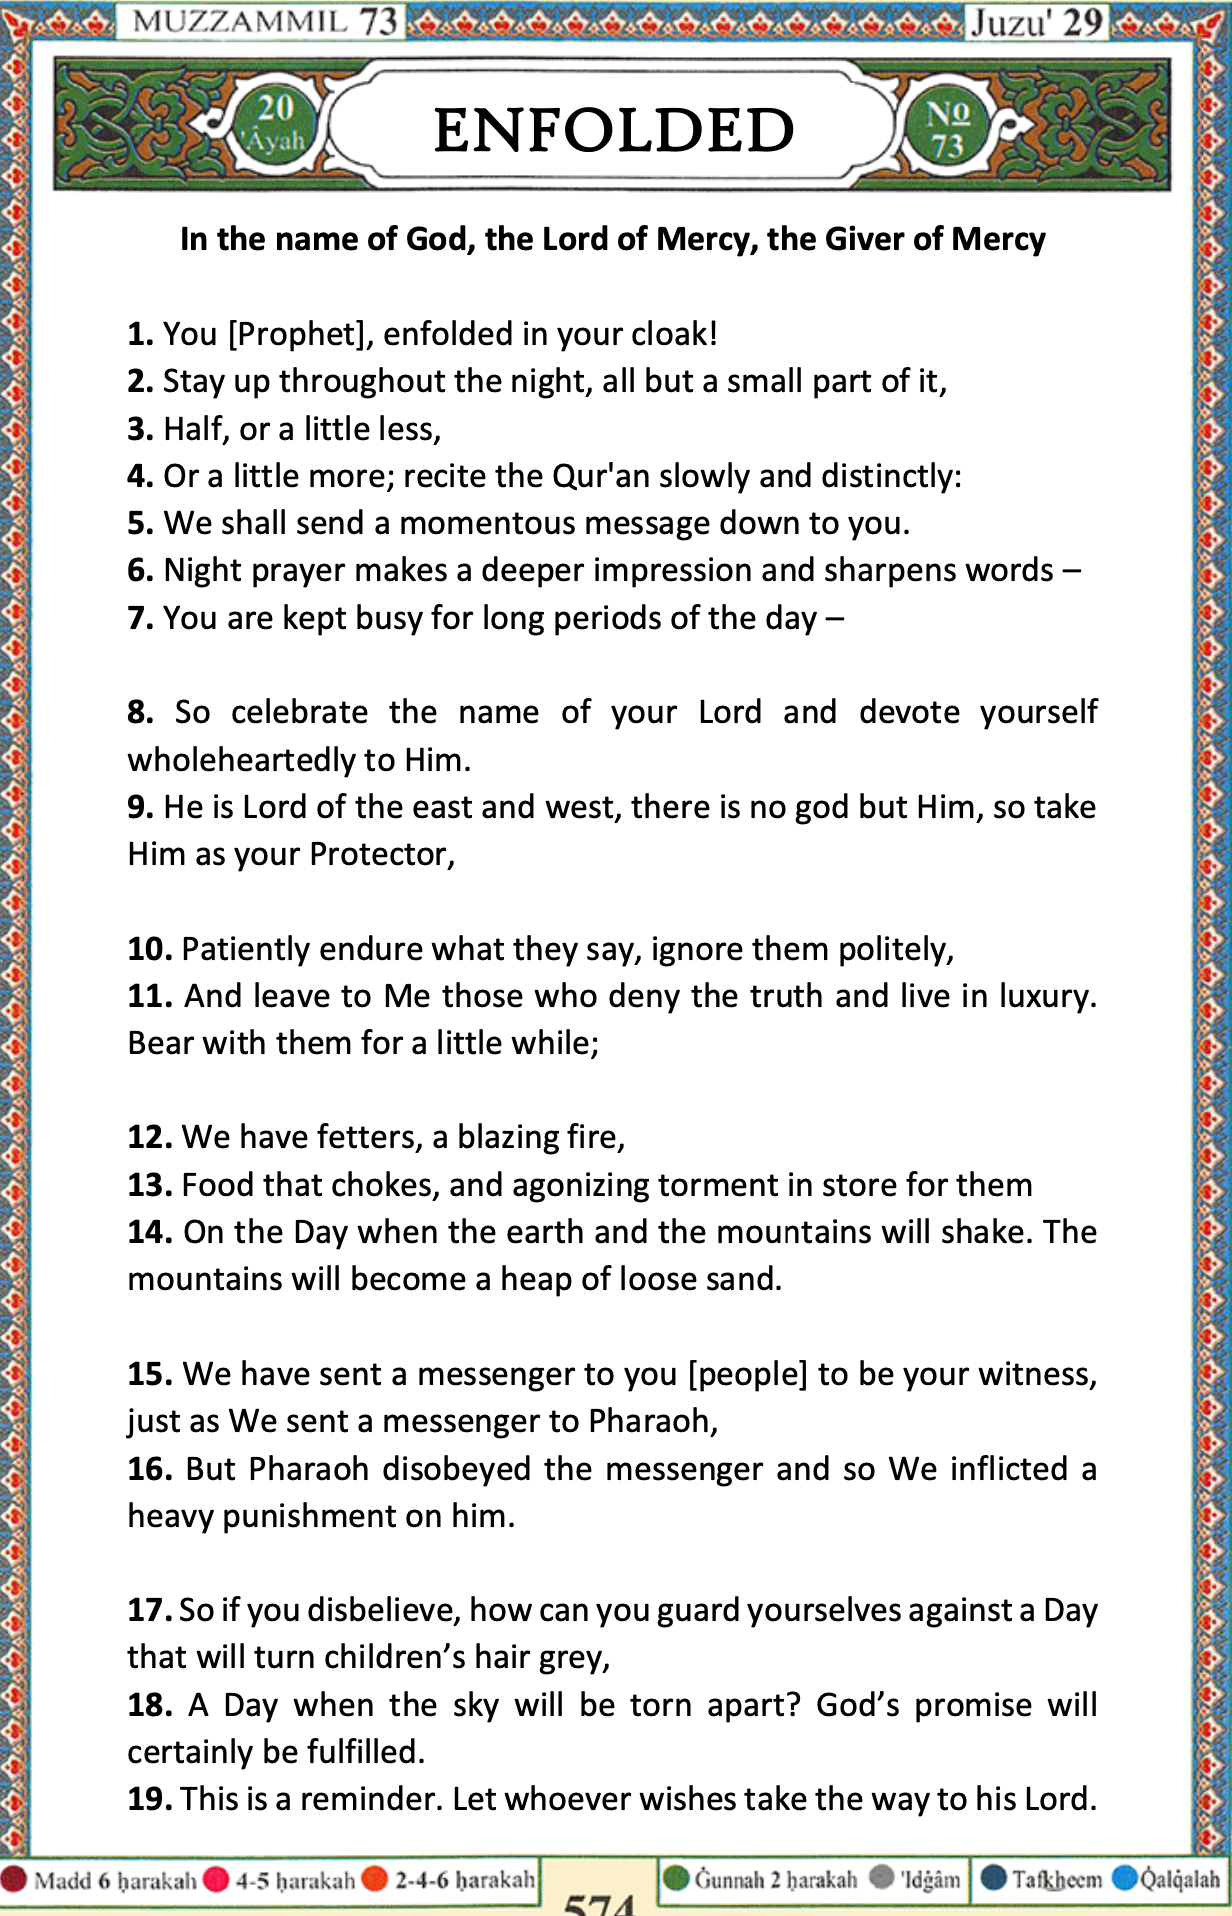 MUZZAMMIL 73
Juzu' 29
20
'Âyah
ENFOLDED
No
73
In the name of God, the Lord of Mercy, the Giver of Mercy
1. You [Prophet], enfolded in your cloak!
2. Stay up throughout the night, all but a small part of it,
3. Half, or a little less,
4. Or a little more; recite the Qur'an slowly and distinctly:
5. We shall send a momentous message down to you.
6. Night prayer makes a deeper impression and sharpens words –
7. You are kept busy for long periods of the day –
8. So celebrate the name of your Lord and devote yourself
wholeheartedly to Him.
9. He is Lord of the east and west, there is no god but Him, so take
Him as your Protector,
10. Patiently endure what they say, ignore them politely,
11. And leave to Me those who deny the truth and live in luxury.
Bear with them for a little while;
12. We have fetters, a blazing fire,
13. Food that chokes, and agonizing torment in store for them
14. On the Day when the earth and the mountains will shake. The
mountains will become a heap of loose sand.
15. We have sent a messenger to you [people] to be your witness,
just as We sent a messenger to Pharaoh,
16. But Pharaoh disobeyed the messenger and so We inflicted a
heavy punishment on him.
17. So if you disbelieve, how can you guard yourselves against a Day
that will turn children’s hair grey,
18. A Day when the sky will be torn apart? God’s promise will
certainly be fulfilled.
19. This is a reminder. Let whoever wishes take the way to his Lord.
Madd 6 ḥarakah 4-5 ḥarakah 2-4-6 ḥarakah
Ġunnah 2 ḥarakah 'Idġâm
Tafkheem Q̇alq̇alah
574